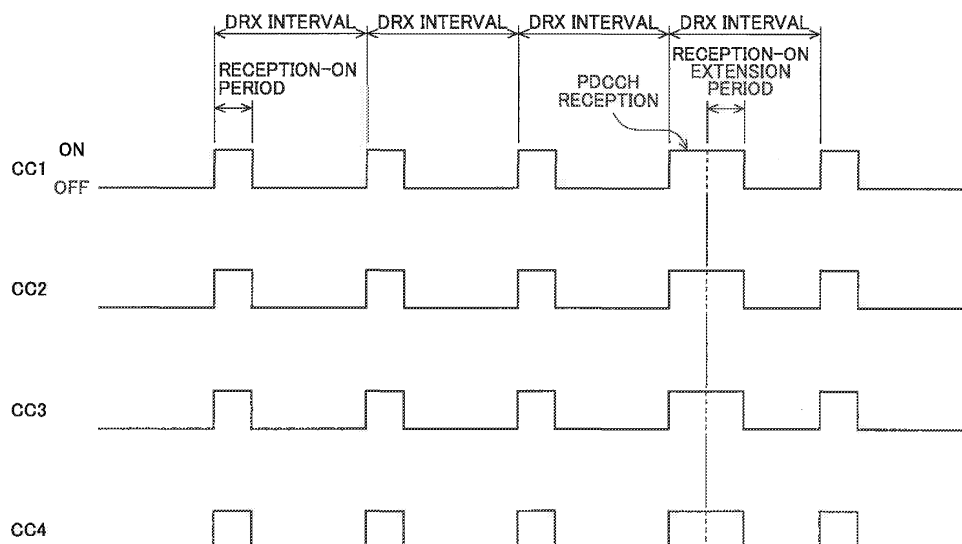 DRX INTERVAL DRX INTERVAL DRX INTERVAL DRX INTERVAL
RECEPTION-ON
PERIOD
PDCCH
RECEPTION
RECEPTION-ON
EXTENSION
PERIOD
CC1
ON
OFF
CC2
CC3
CC4